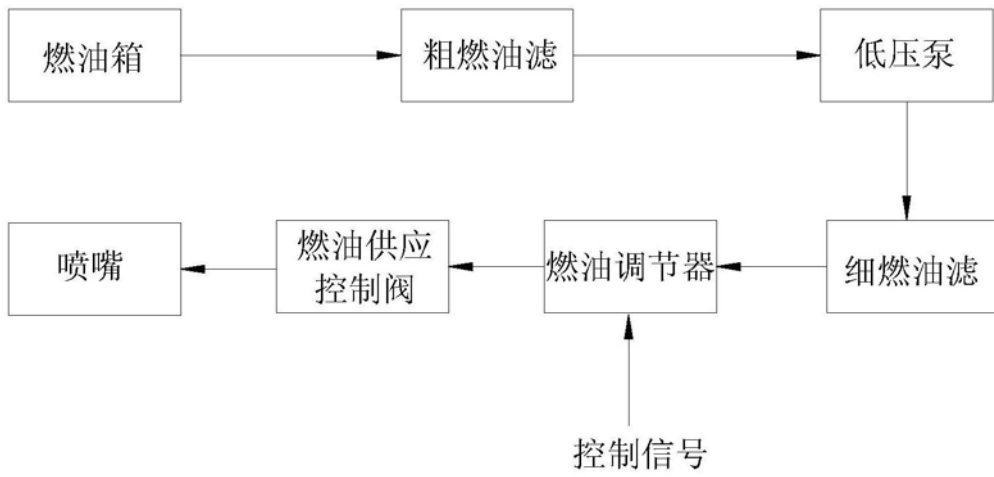 燃油箱
粗燃油滤
低压泵
喷嘴
燃油供应
控制阀
燃油调节器
细燃油滤
控制信号